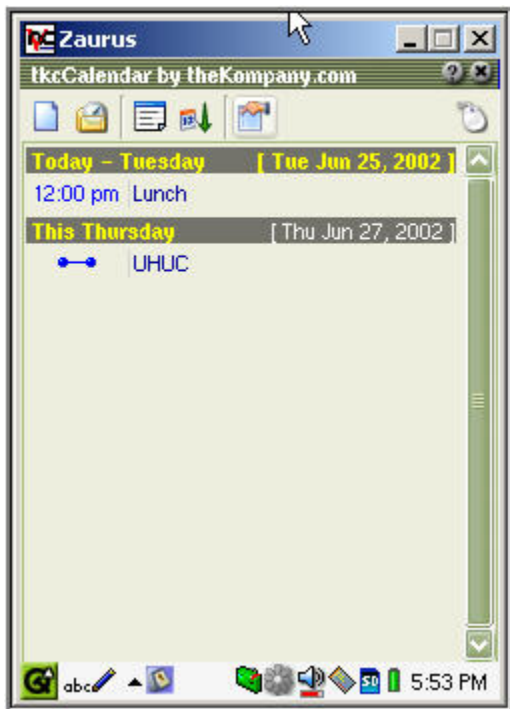 Zaurus
tkcCalendar by theKompany.com
Today - Tuesday [ Tue Jun 25, 2002 ]
12:00 pm Lunch
This Thursday [ Thu Jun 27, 2002 ]
UHUC
abc SD 5:53 PM